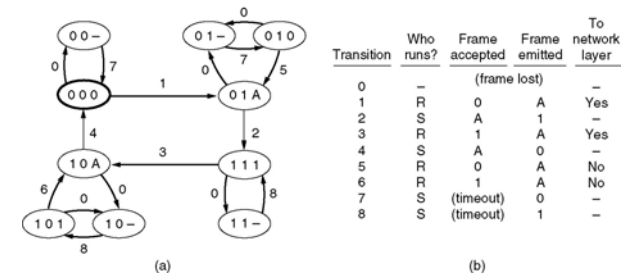 0
0 0 –
0 1 –
0 1 0
0
7
7
0
5
0 0 0
1
0 1 A
4
2
1 0 A
3
1 1 1
6
0
0
0
8
1 0 1
1 0 –
1 1 –
8
(a)
Transition Who runs? Frame accepted Frame emitted To network layer
0 – (frame lost) –
1 R 0 A Yes
2 S A 1 –
3 R 1 A Yes
4 S A 0 –
5 R 0 A No
6 R 1 A No
7 S (timeout) 0 –
8 S (timeout) 1 –
(b)